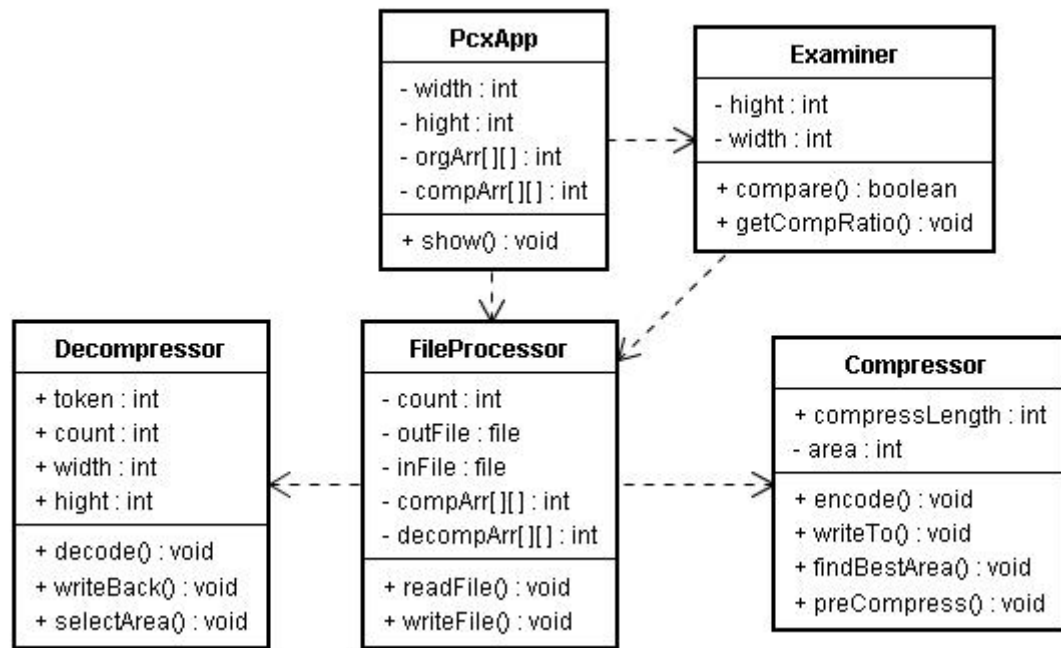 PcxApp
- width : int
- hight : int
- orgArr[][] : int
- compArr[][] : int
+ show() : void
Examiner
- hight : int
- width : int
+ compare() : boolean
+ getCompRatio() : void
Decompressor
+ token : int
+ count : int
+ width : int
+ hight : int
+ decode() : void
+ writeBack() : void
+ selectArea() : void
FileProcessor
- count : int
- outFile : file
- inFile : file
- compArr[][] : int
- decompArr[][] : int
+ readFile() : void
+ writeFile() : void
Compressor
+ compressLength : int
- area : int
+ encode() : void
+ writeTo() : void
+ findBestArea() : void
+ preCompress() : void